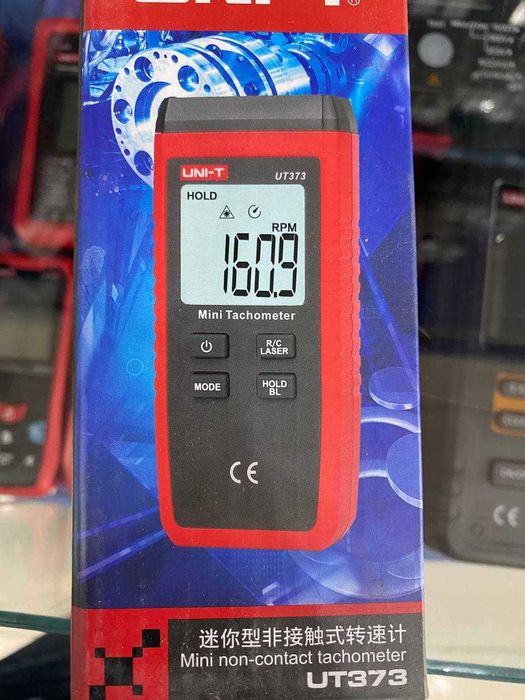 UNI-T®
UNI-T UT373
HOLD
RPM
160.9
Mini Tachometer
R/C
LASER
MODE
HOLD
BL
CE
迷你型非接触式转速计
Mini non-contact tachometer
UT373